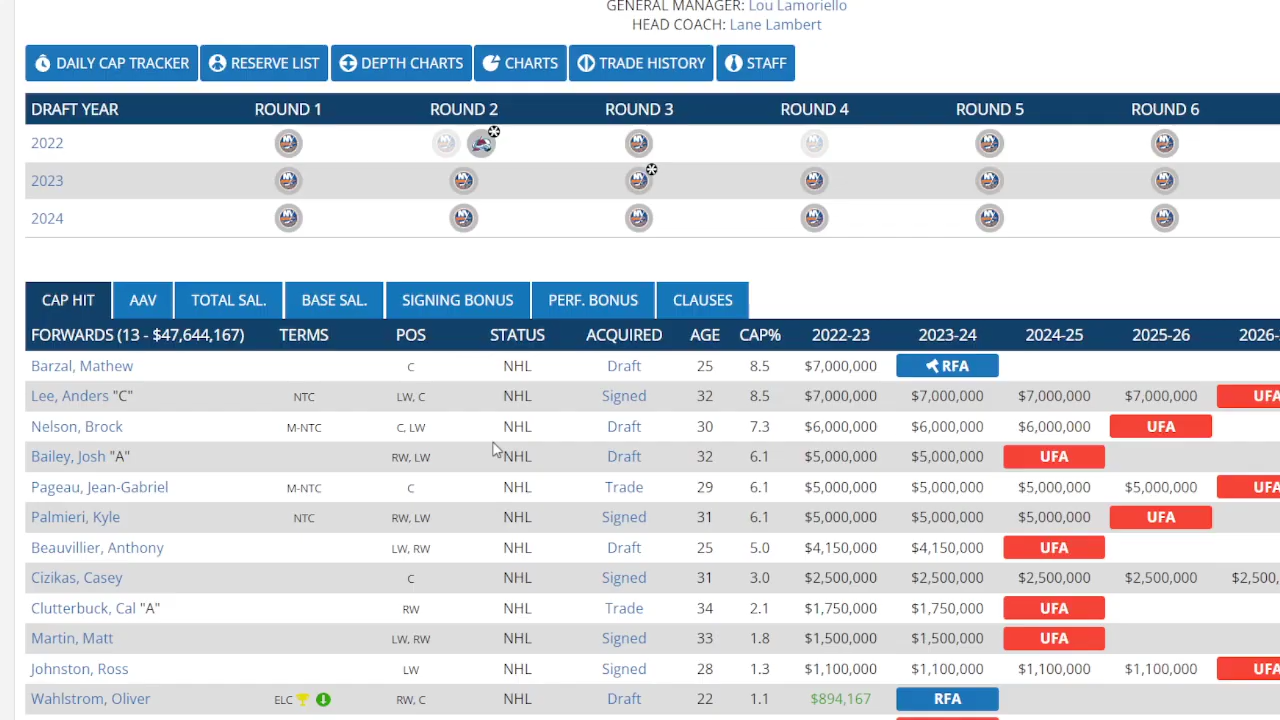 GENERAL MANAGER: Lou Lamoriello
HEAD COACH: Lane Lambert
DAILY CAP TRACKER RESERVE LIST DEPTH CHARTS CHARTS TRADE HISTORY STAFF
DRAFT YEAR ROUND 1 ROUND 2 ROUND 3 ROUND 4 ROUND 5 ROUND 6
2022
2023
2024
CAP HIT AAV TOTAL SAL. BASE SAL. SIGNING BONUS PERF. BONUS CLAUSES
FORWARDS (13 - $47,644,167) TERMS POS STATUS ACQUIRED AGE CAP% 2022-23 2023-24 2024-25 2025-26 2026-
Barzal, Mathew C NHL Draft 25 8.5 $7,000,000 RFA
Lee, Anders "C" NTC LW, C NHL Signed 32 8.5 $7,000,000 $7,000,000 $7,000,000 $7,000,000 UFA
Nelson, Brock M-NTC C, LW NHL Draft 30 7.3 $6,000,000 $6,000,000 $6,000,000 UFA
Bailey, Josh "A" RW, LW NHL Draft 32 6.1 $5,000,000 $5,000,000 UFA
Pageau, Jean-Gabriel M-NTC C NHL Trade 29 6.1 $5,000,000 $5,000,000 $5,000,000 $5,000,000 UFA
Palmieri, Kyle NTC RW, LW NHL Signed 31 6.1 $5,000,000 $5,000,000 $5,000,000 UFA
Beauvillier, Anthony LW, RW NHL Draft 25 5.0 $4,150,000 $4,150,000 UFA
Cizikas, Casey C NHL Signed 31 3.0 $2,500,000 $2,500,000 $2,500,000 $2,500,000 $2,500,
Clutterbuck, Cal "A" RW NHL Trade 34 2.1 $1,750,000 $1,750,000 UFA
Martin, Matt LW, RW NHL Signed 33 1.8 $1,500,000 $1,500,000 UFA
Johnston, Ross LW NHL Signed 28 1.3 $1,100,000 $1,100,000 $1,100,000 $1,100,000 UFA
Wahlstrom, Oliver ELC RW, C NHL Draft 22 1.1 $894,167 RFA